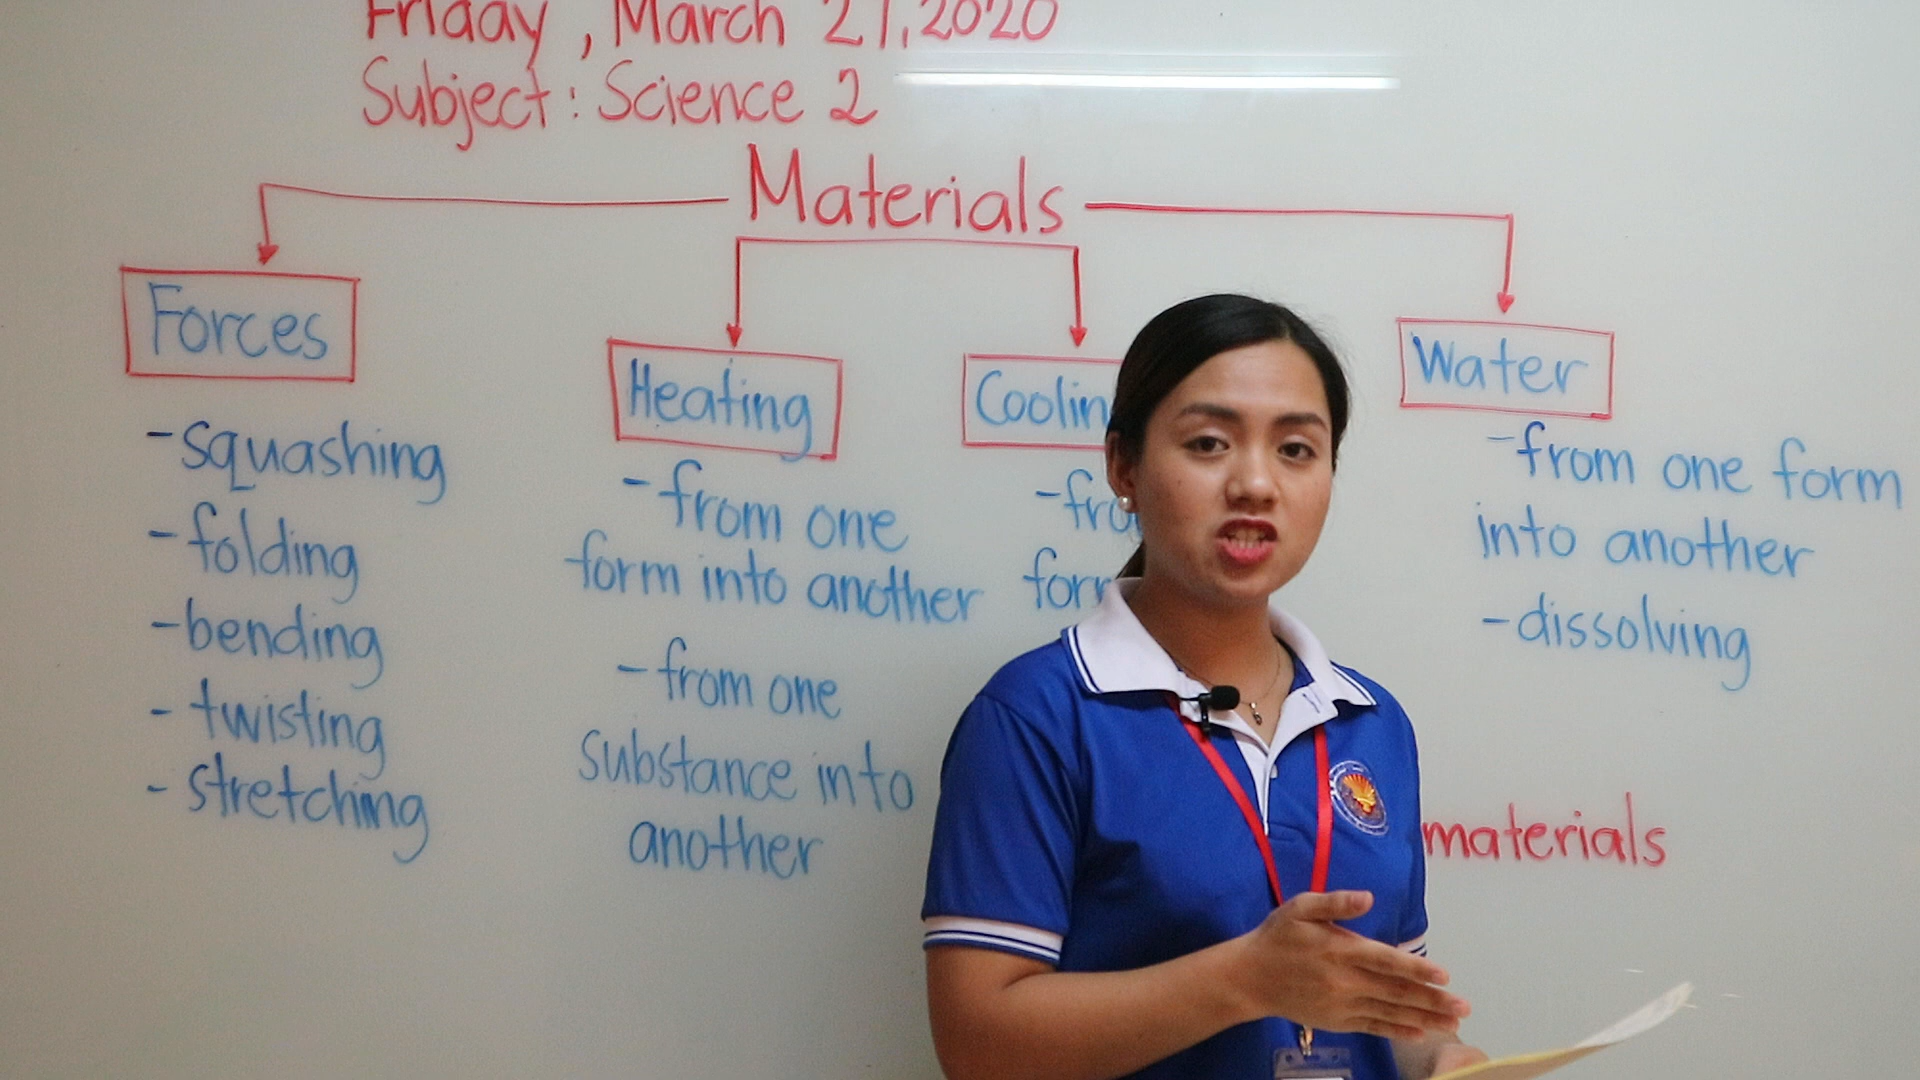 Friday, March 27, 2020
Subject: Science 2
Materials
Forces
- squashing
- folding
- bending
- twisting
- stretching
Heating
- from one
form into another
- from one
substance into
another
Coolin
- fro
for
Water
- from one form
into another
- dissolving
materials